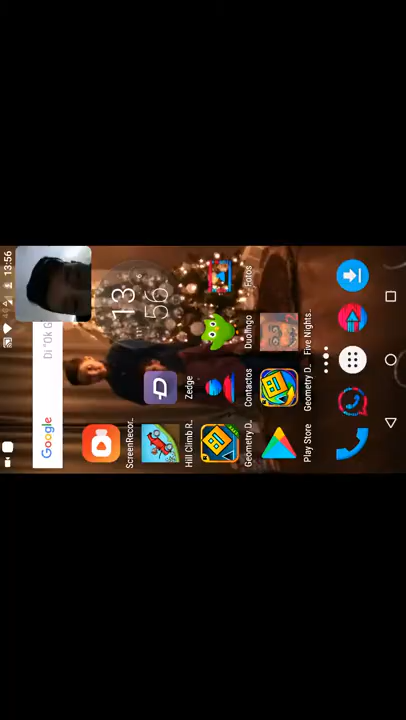 13:56
Google
Di "Ok G
13
56
ScreenRecor..
Zedge
Contactos
Duolingo
Fotos
Hill Climb R..
Geometry D..
Geometry D..
Five Nights..
Play Store